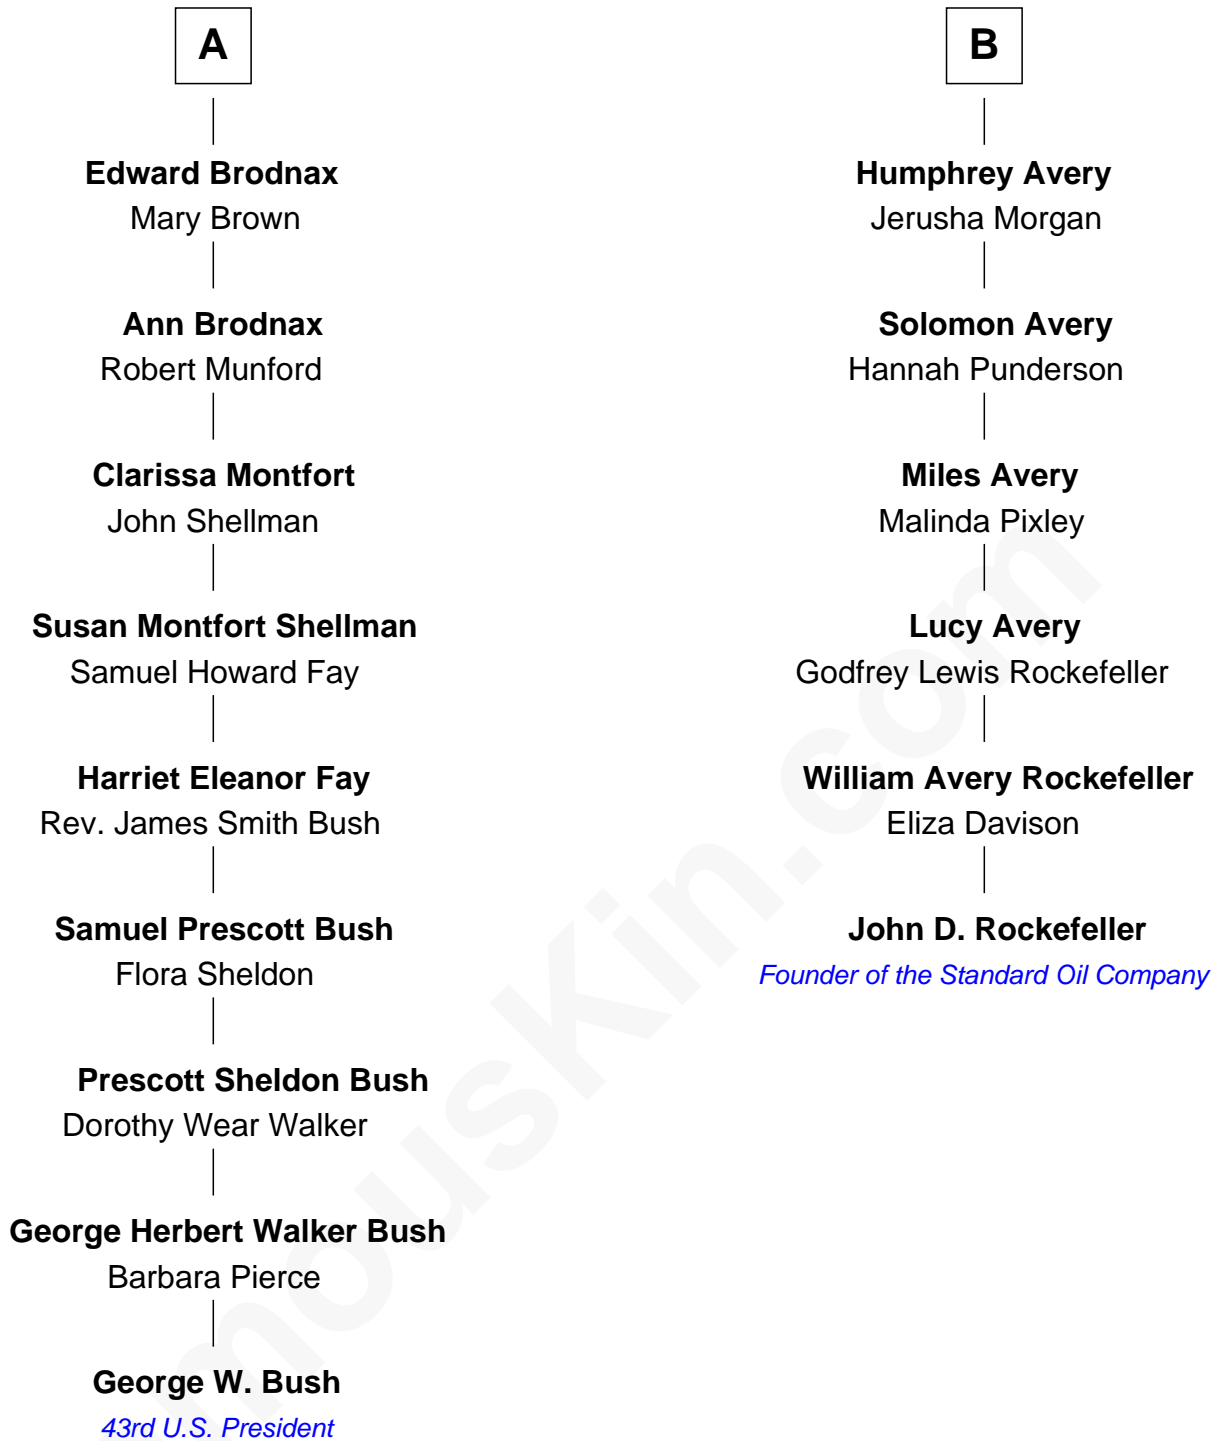 A
Edward Brodnax
Mary Brown
Ann Brodnax
Robert Munford
Clarissa Montfort
John Shellman
Susan Montfort Shellman
Samuel Howard Fay
Harriet Eleanor Fay
Rev. James Smith Bush
Samuel Prescott Bush
Flora Sheldon
Prescott Sheldon Bush
Dorothy Wear Walker
George Herbert Walker Bush
Barbara Pierce
George W. Bush
43rd U.S. President
B
Humphrey Avery
Jerusha Morgan
Solomon Avery
Hannah Punderson
Miles Avery
Malinda Pixley
Lucy Avery
Godfrey Lewis Rockefeller
William Avery Rockefeller
Eliza Davison
John D. Rockefeller
Founder of the Standard Oil Company
mousKin.com